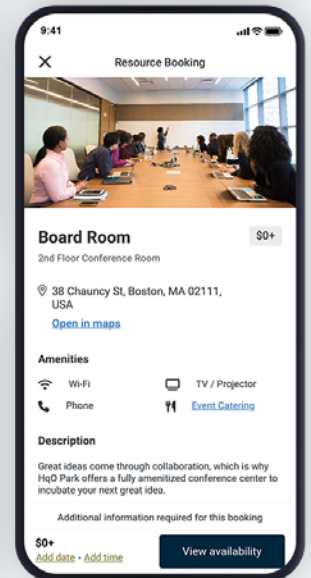 9:41
Resource Booking
Board Room
$0+
2nd Floor Conference Room
38 Chauncy St, Boston, MA 02111,
USA
Open in maps
Amenities
Wi-Fi
TV / Projector
Phone
Event Catering
Description
Great ideas come through collaboration, which is why
HqO Park offers a fully amenitized conference center to
incubate your next great idea.
Additional information required for this booking
$0+
Add date • Add time
View availability